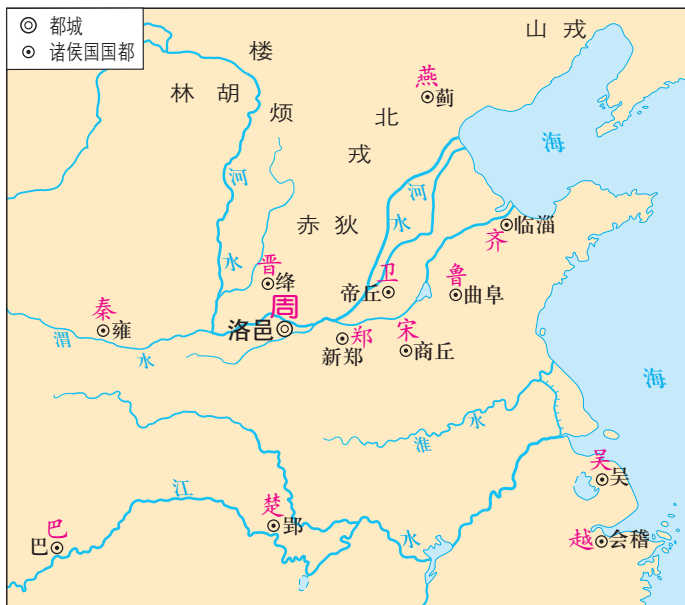 都城
诸侯国国都
山戎
楼烦
林胡
燕
蓟
北戎
海
河水
河水
赤狄
齐
临淄
晋
绛
卫
帝丘
鲁
曲阜
周
洛邑
秦
雍
郑
新郑
宋
商丘
渭水
海
淮水
吴
吴
江水
楚
郢
巴
巴
越
会稽